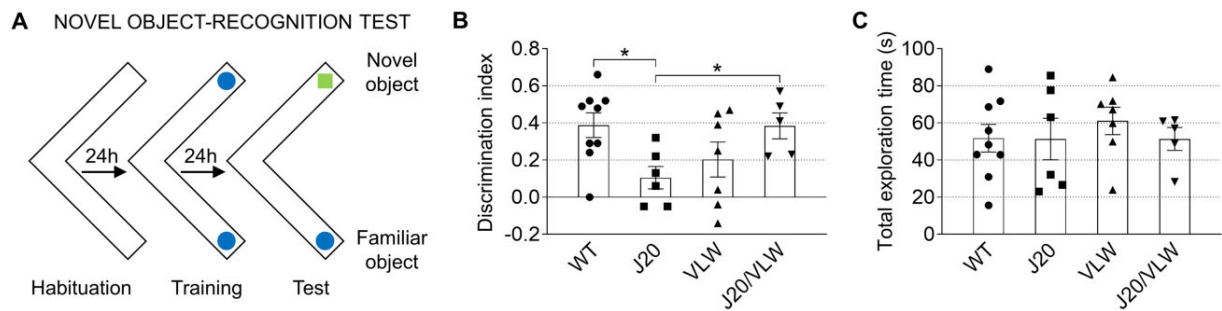 A NOVEL OBJECT-RECOGNITION TEST
Novel
object
24h
24h
Familiar
object
Habituation
Training
Test
B
Discrimination index
0.8
0.6
0.4
0.2
0.0
-0.2
*
*
WT
J20
VLW
J20/VLW
C
Total exploration time (s)
100
80
60
40
20
0
WT
J20
VLW
J20/VLW